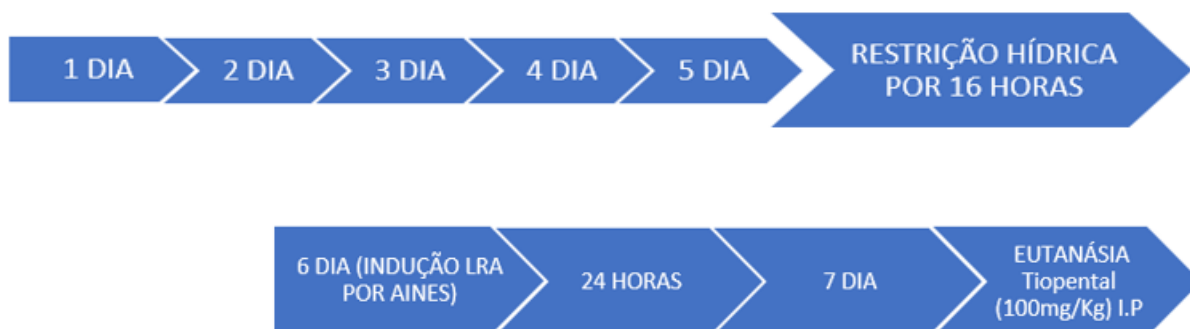 1 DIA
2 DIA
3 DIA
4 DIA
5 DIA
RESTRIÇÃO HÍDRICA
POR 16 HORAS
6 DIA (INDUÇÃO LRA
POR AINES)
24 HORAS
7 DIA
EUTANÁSIA
Tiopental
(100mg/Kg) I.P